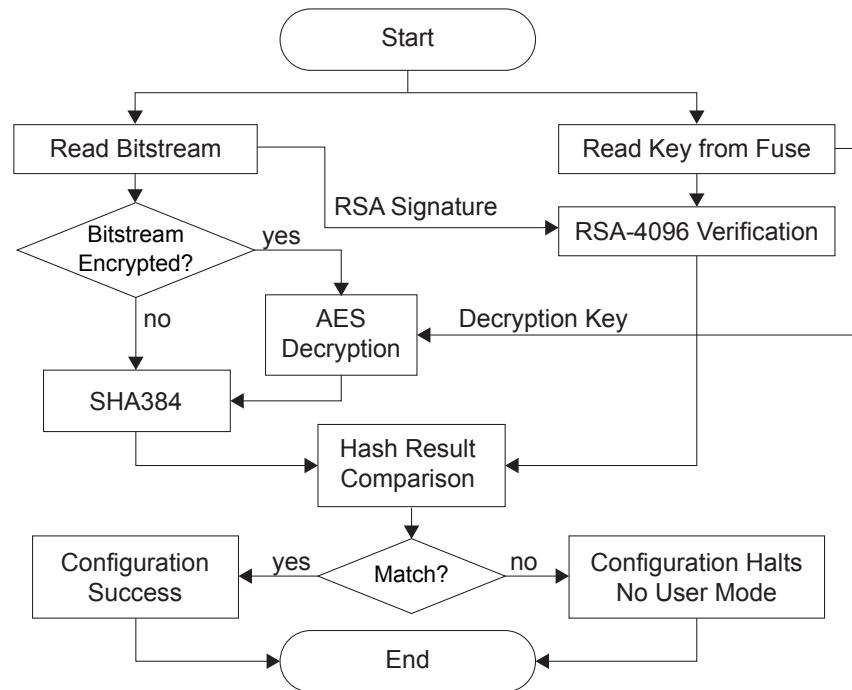 Start
Read Bitstream
Read Key from Fuse
RSA Signature
RSA-4096 Verification
Bitstream
Encrypted?
yes
no
AES
Decryption
Decryption Key
SHA384
Hash Result
Comparison
Configuration
Success
yes
Match?
no
Configuration Halts
No User Mode
End